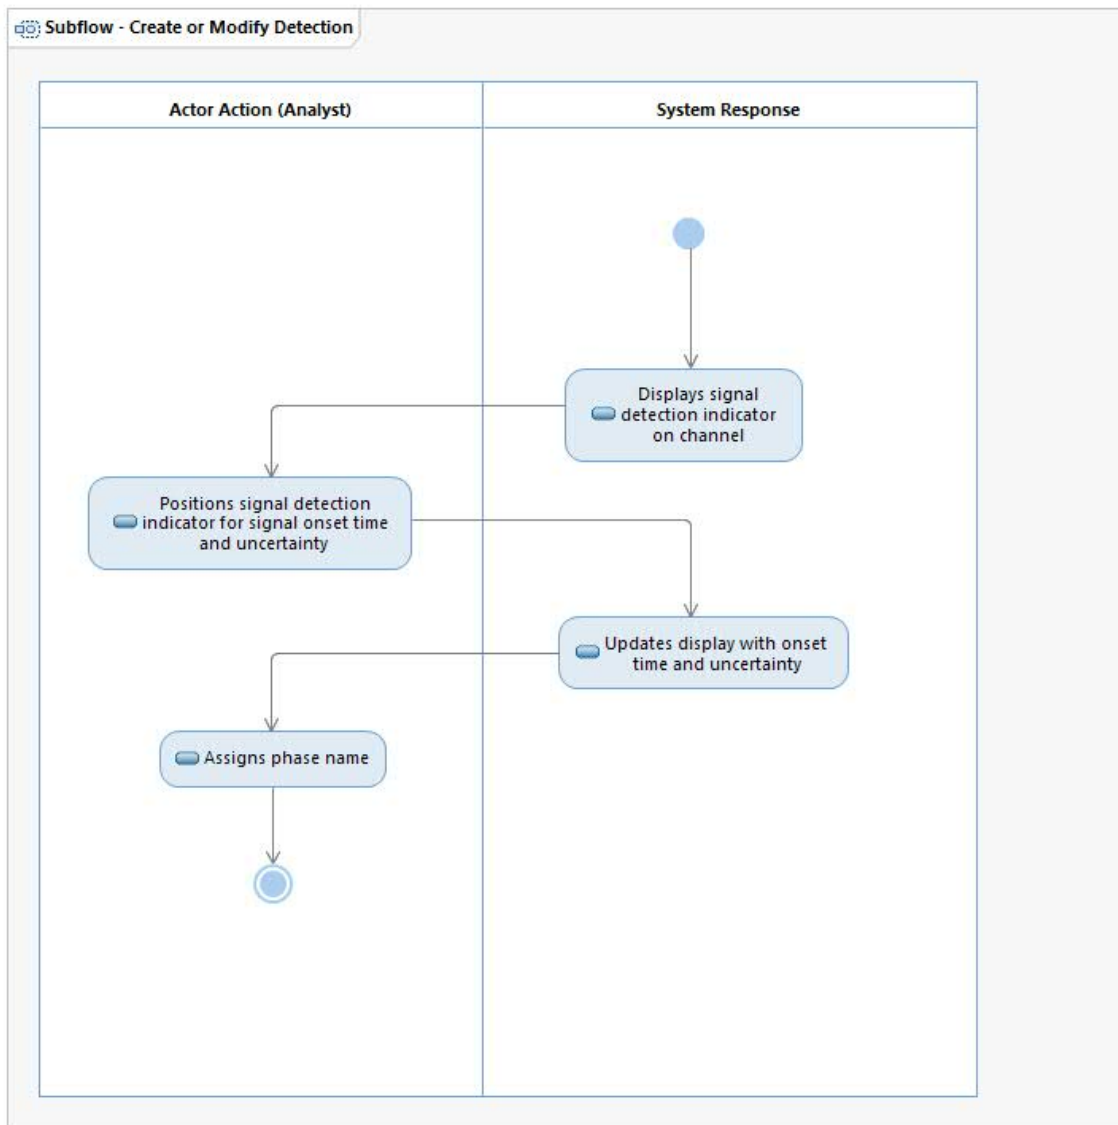 Subflow - Create or Modify Detection
Actor Action (Analyst)
System Response
Displays signal
detection indicator
on channel
Positions signal detection
indicator for signal onset time
and uncertainty
Updates display with onset
time and uncertainty
Assigns phase name